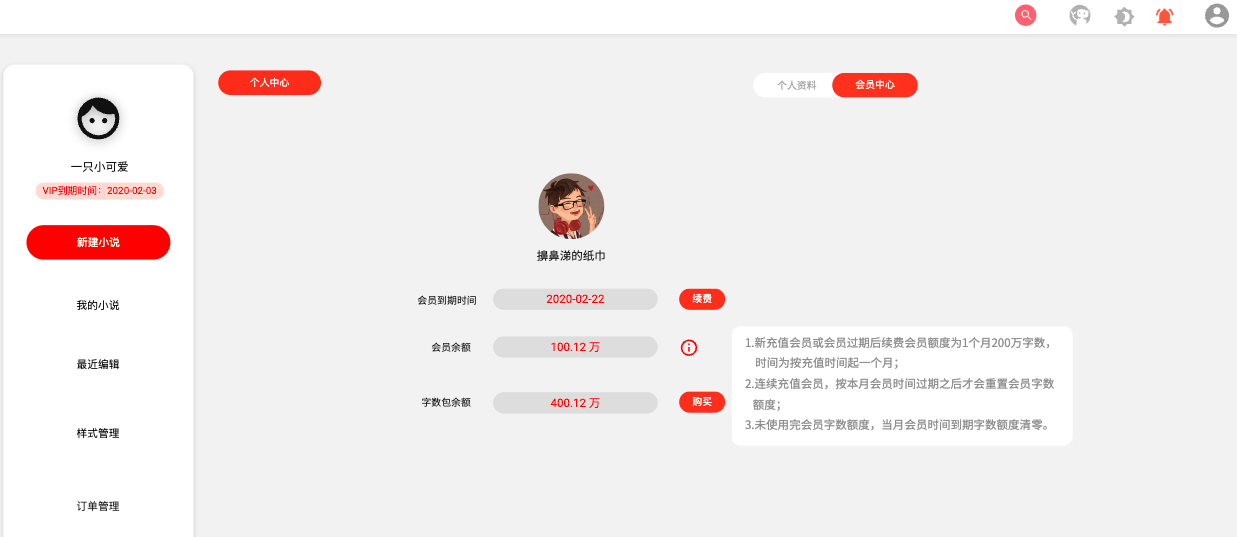 个人中心
个人资料
会员中心
一只小可爱
VIP到期时间：2020-02-03
新建小说
我的小说
最近编辑
样式管理
订单管理
擤鼻涕的纸巾
会员到期时间
2020-02-22
续费
会员余额
100.12 万
字数包余额
400.12 万
购买
1.新充值会员或会员过期后续费会员额度为1个月200万字数，
时间为按充值时间起一个月；
2.连续充值会员，按本月会员时间过期之后才会重置会员字数
额度；
3.未使用完会员字数额度，当月会员时间到期字数额度清零。